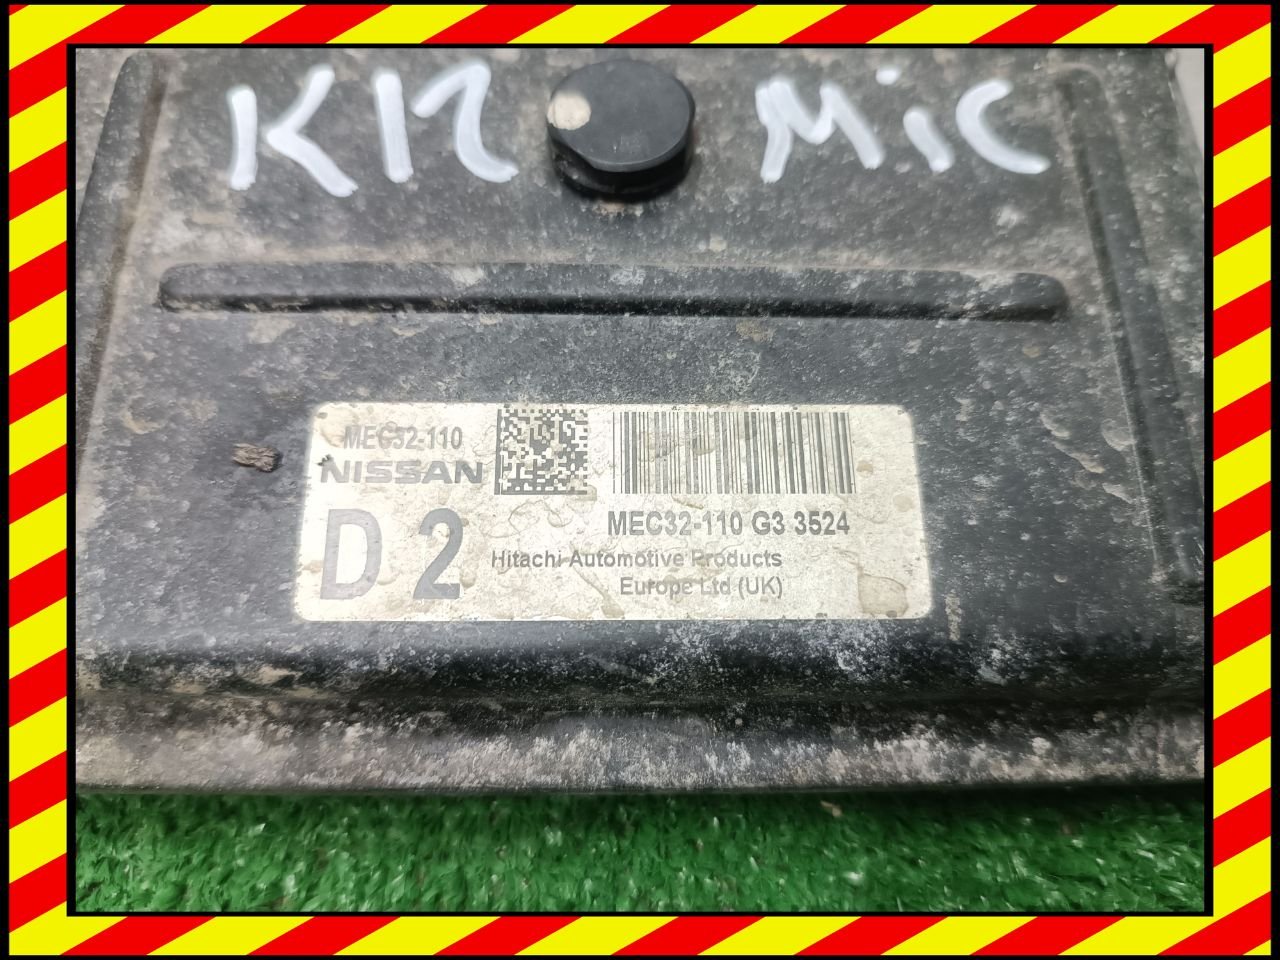 K12 MiC
MEC32-110
NISSAN
D 2
MEC32-110 G3 3524
Hitachi Automotive Products
Europe Ltd (UK)